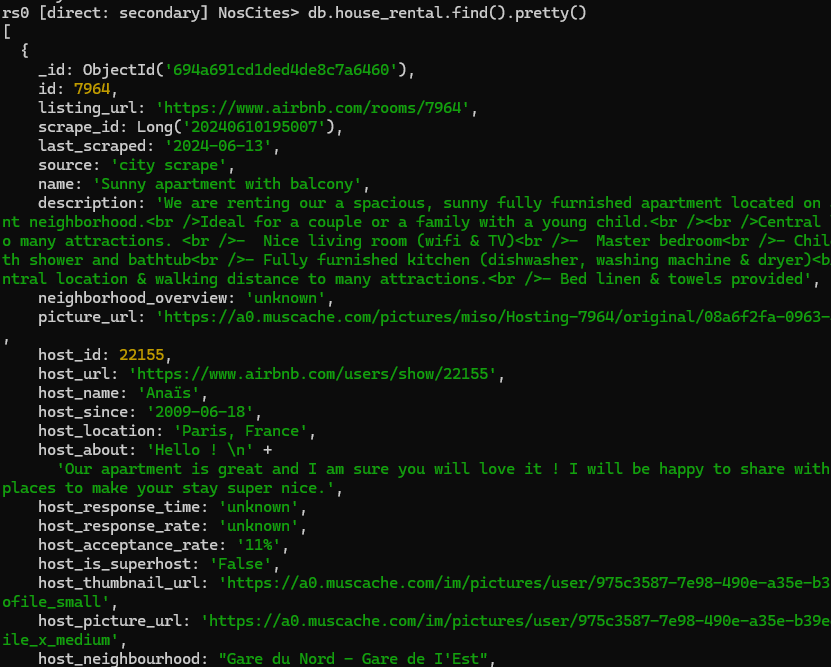 rs0 [direct: secondary] NosCites> db.house_rental.find().pretty()
[
  {
    _id: ObjectId('694a691cd1ded4de8c7a6460'),
    id: 7964,
    listing_url: 'https://www.airbnb.com/rooms/7964',
    scrape_id: Long('20240610195007'),
    last_scraped: '2024-06-13',
    source: 'city scrape',
    name: 'Sunny apartment with balcony',
    description: 'We are renting our a spacious, sunny fully furnished apartment located on
nt neighborhood.<br />Ideal for a couple or a family with a young child.<br /><br />Central
o many attractions. <br />-  Nice living room (wifi & TV)<br />-  Master bedroom<br />- Chil
th shower and bathtub<br />- Fully furnished kitchen (dishwasher, washing machine & dryer)<b
ntral location & walking distance to many attractions.<br />- Bed linen & towels provided',
    neighborhood_overview: 'unknown',
    picture_url: 'https://a0.muscache.com/pictures/miso/Hosting-7964/original/08a6f2fa-0963-
,
    host_id: 22155,
    host_url: 'https://www.airbnb.com/users/show/22155',
    host_name: 'Anaïs',
    host_since: '2009-06-18',
    host_location: 'Paris, France',
    host_about: 'Hello ! \n' +
      'Our apartment is great and I am sure you will love it ! I will be happy to share with
places to make your stay super nice.',
    host_response_time: 'unknown',
    host_response_rate: 'unknown',
    host_acceptance_rate: '11%',
    host_is_superhost: 'False',
    host_thumbnail_url: 'https://a0.muscache.com/im/pictures/user/975c3587-7e98-490e-a35e-b3
ofile_small',
    host_picture_url: 'https://a0.muscache.com/im/pictures/user/975c3587-7e98-490e-a35e-b39e
ile_x_medium',
    host_neighbourhood: "Gare du Nord - Gare de I'Est",